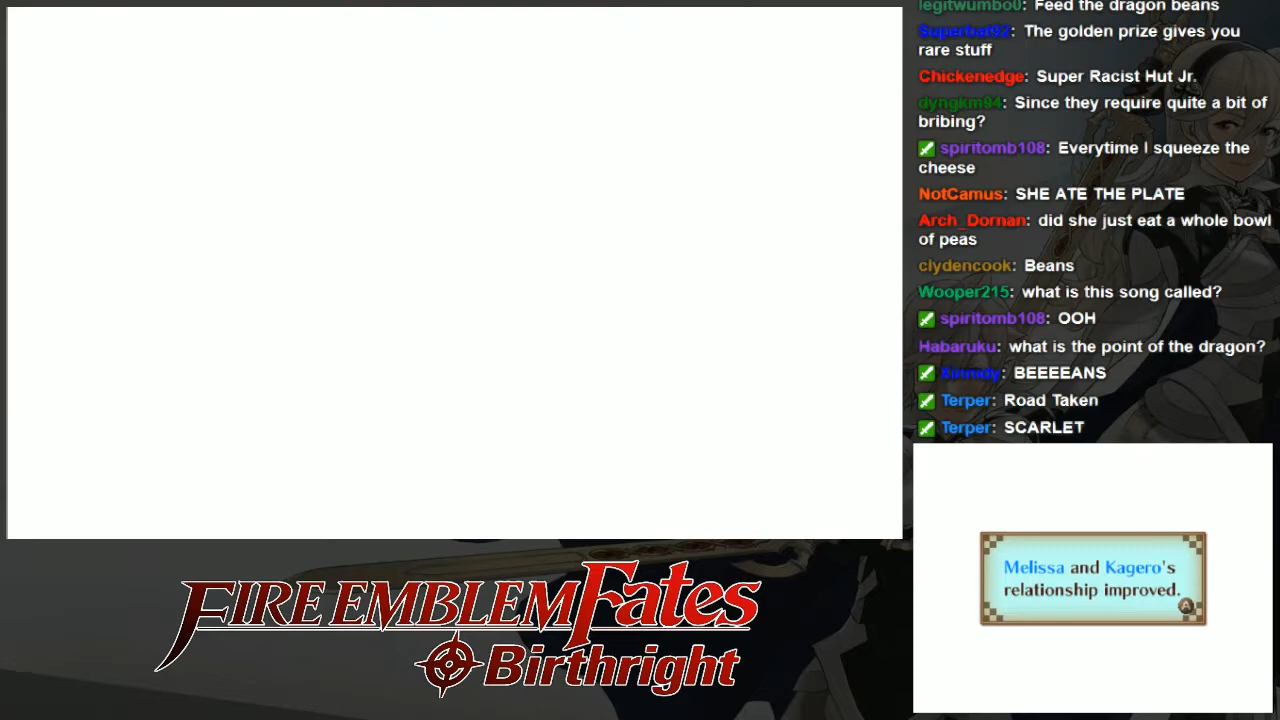 legitwumbo0: Feed the dragon beans
Superbat92: The golden prize gives you
rare stuff
Chickenedge: Super Racist Hut Jr.
dyngkm94: Since they require quite a bit of
bribing?
spiritomb108: Everytime I squeeze the
cheese
NotCamus: SHE ATE THE PLATE
Arch_Dornan: did she just eat a whole bowl
of peas
clydencook: Beans
Wooper215: what is this song called?
spiritomb108: OOH
Habaruku: what is the point of the dragon?
Xinnidy: BEEEEANS
Terper: Road Taken
Terper: SCARLET
Melissa and Kagero's
relationship improved.
A
FIRE EMBLEM Fates
Birthright